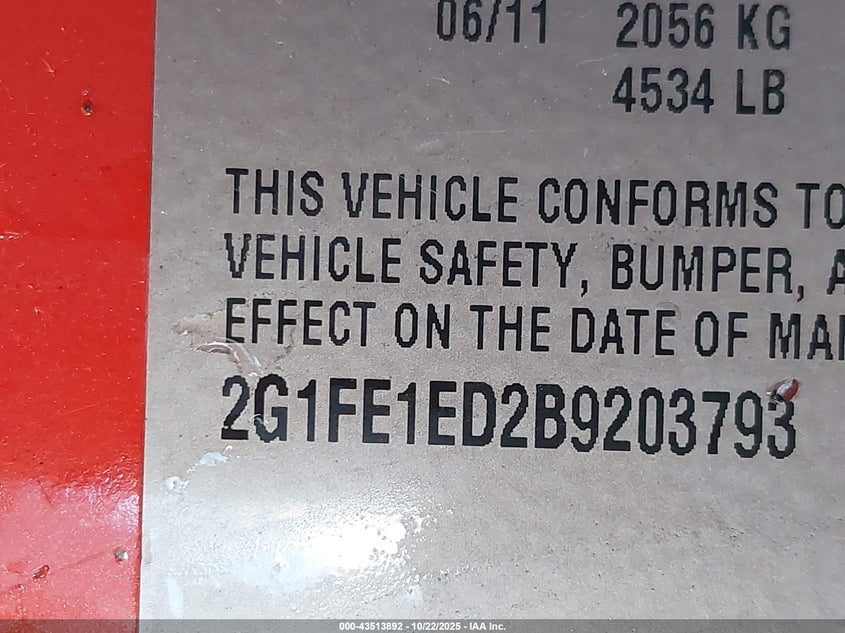 06/11 2056 KG
4534 LB
THIS VEHICLE CONFORMS TO
VEHICLE SAFETY, BUMPER, A
EFFECT ON THE DATE OF MAN
2G1FE1ED2B9203793
000-43513892 - 10/22/2025 - IAA Inc.